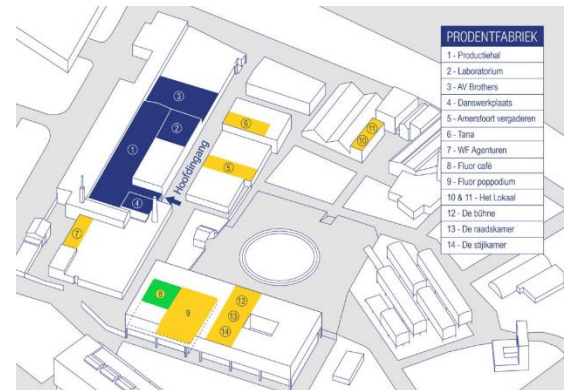 PRODENTFABRIEK
1 - Productiehal
2 - Laboratorium
3 - AV Brothers
4 - Danswerkplaats
5 - Amersfoort vergaderen
6 - Tana
7 - WF Agenturen
8 - Fluor café
9 - Fluor poppodium
10 & 11 - Het Lokaal
12 - De bühne
13 - De raadskamer
14 - De stijlkamer
3
2
1
4
Hoofdingang
6
5
11
10
7
8
9
12
13
14